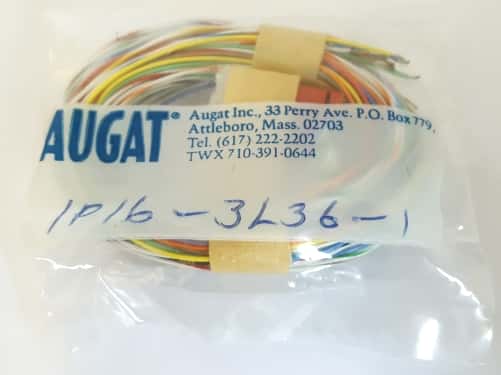 AUGAT® Augat Inc., 33 Perry Ave. P.O. Box 779,
Attleboro, Mass. 02703
Tel. (617) 222-2202
TWX 710-391-0644
1P16-3L36-1